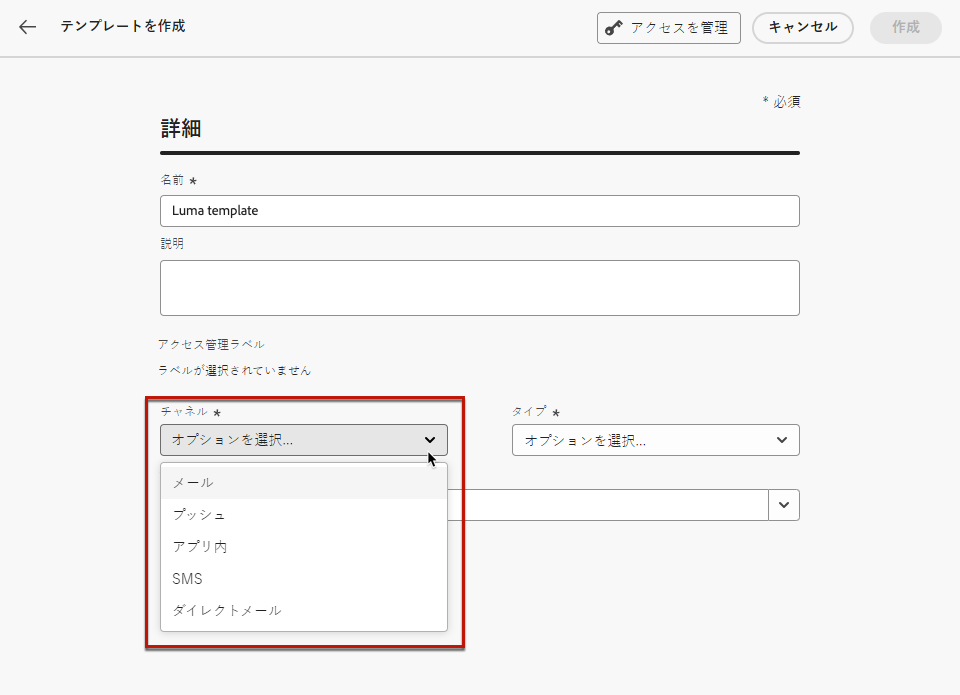 テンプレートを作成
アクセスを管理
キャンセル
作成
* 必須
詳細
名前 *
Luma template
説明
アクセス管理ラベル
ラベルが選択されていません
チャネル *
オプションを選択...
タイプ *
オプションを選択...
メール
プッシュ
アプリ内
SMS
ダイレクトメール